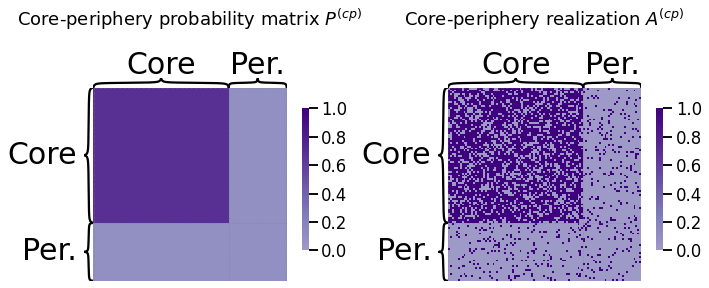 Core-periphery probability matrix P^(cp)
Core-periphery realization A^(cp)
Core
Per.
Core
Per.
Core
Per.
1.0
0.8
0.6
0.4
0.2
0.0
Core
Per.
1.0
0.8
0.6
0.4
0.2
0.0